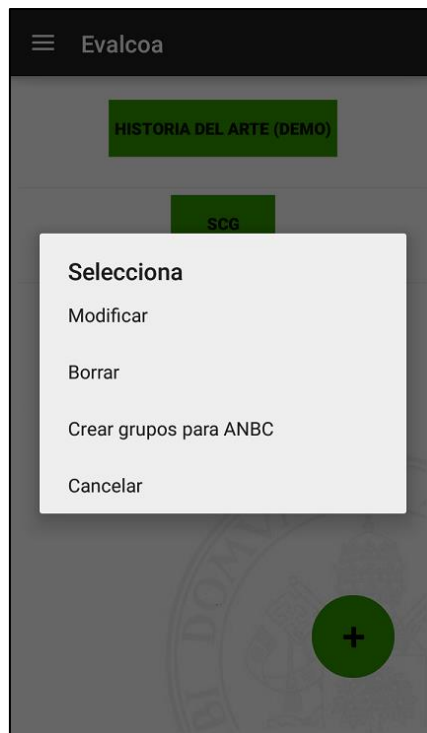 Evalcoa
HISTORIA DEL ARTE (DEMO)
SCG
Selecciona
Modificar
Borrar
Crear grupos para ANBC
Cancelar
+